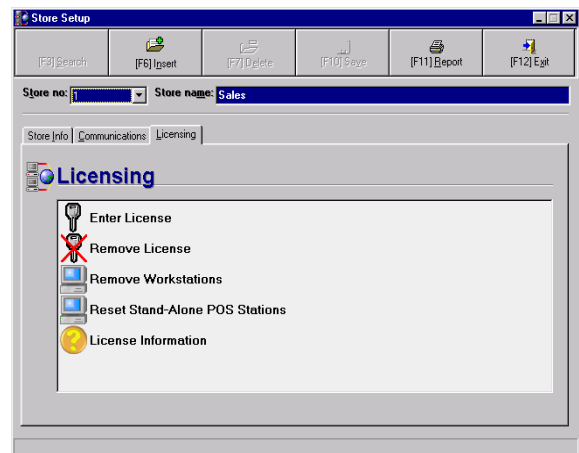 Store Setup
[F3] Search [F6] Insert [F7] Delete [F10] Save [F11] Report [F12] Exit
Store no: 1 Store name: Sales
Store Info Communications Licensing
Licensing
Enter License
Remove License
Remove Workstations
Reset Stand-Alone POS Stations
License Information